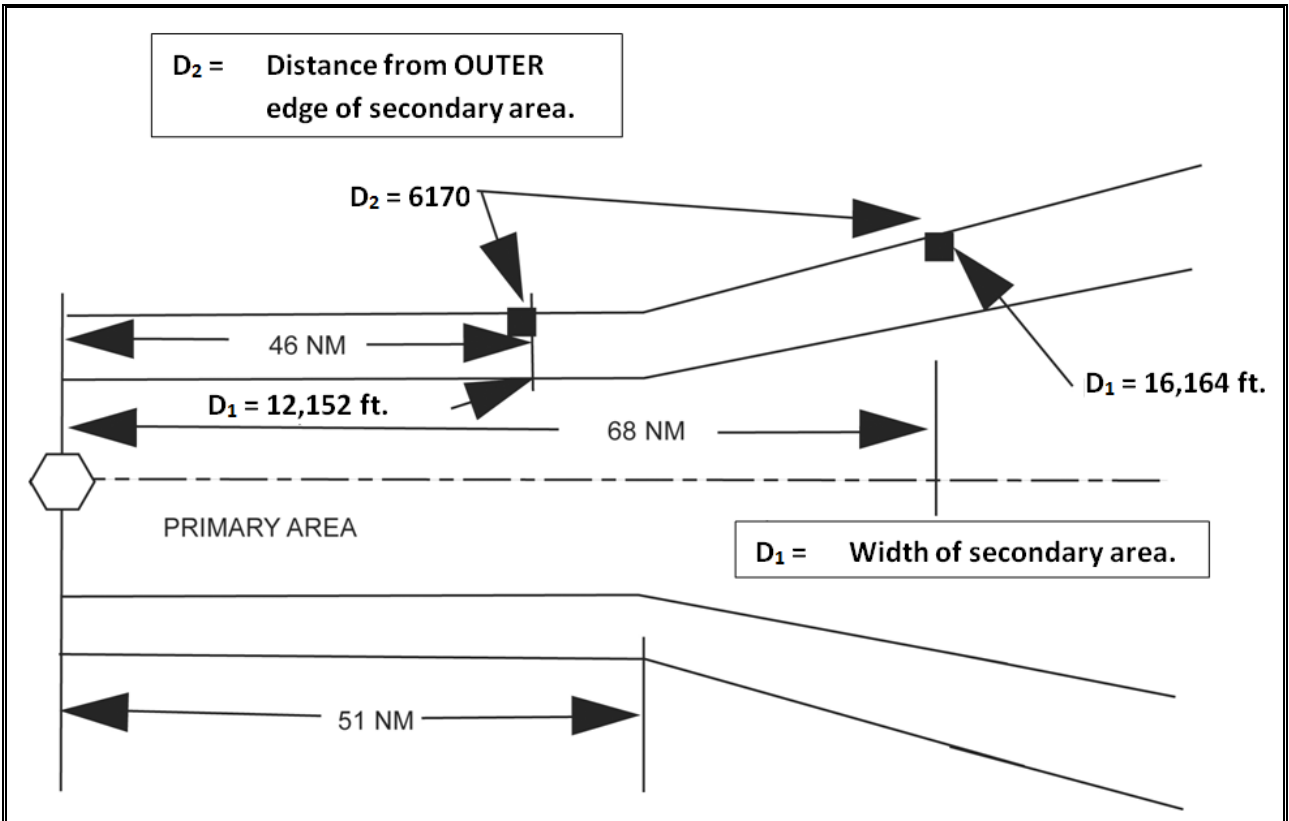 D₂ = Distance from OUTER
edge of secondary area.
D₂ = 6170
46 NM
D₁ = 12,152 ft.
D₁ = 16,164 ft.
68 NM
PRIMARY AREA
D₁ = Width of secondary area.
51 NM